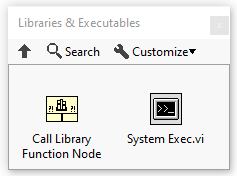 Libraries & Executables
Search
Customize
Call Library
Function Node
System Exec.vi